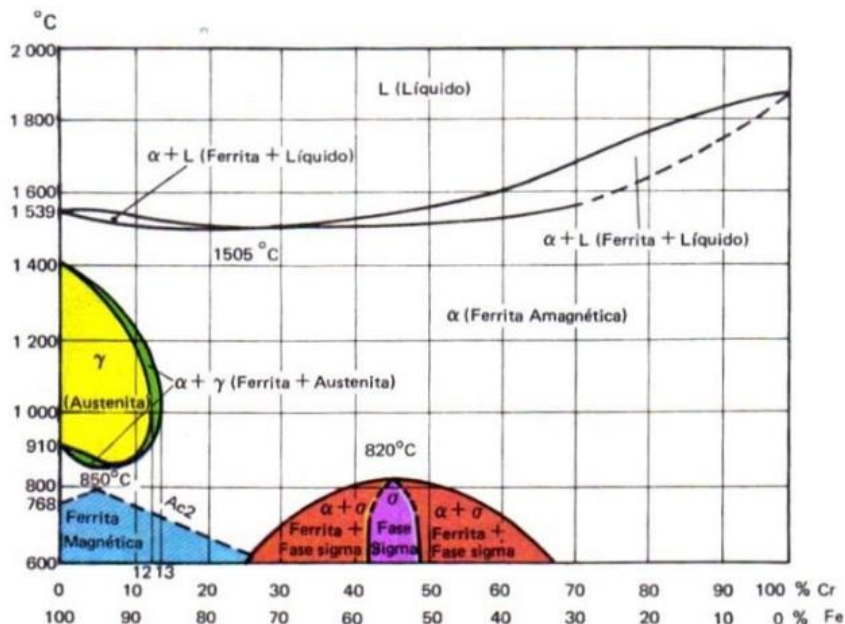 °C
2 000
L (Líquido)
1 800
α + L (Ferrita + Líquido)
1 600
1 539
α + L (Ferrita + Líquido)
1505 °C
1 400
α (Ferrita Amagnética)
1 200
γ
α + γ (Ferrita + Austenita)
(Austenita)
1 000
910
820°C
850°C
800
768
Ac2
α + σ
σ
α + σ
Ferrita
Magnética
Ferrita +
Fase sigma
Fase
Sigma
Ferrita +
Fase sigma
600
12 13
0 10 20 30 40 50 60 70 80 90 100 % Cr
100 90 80 70 60 50 40 30 20 10 0 % Fe